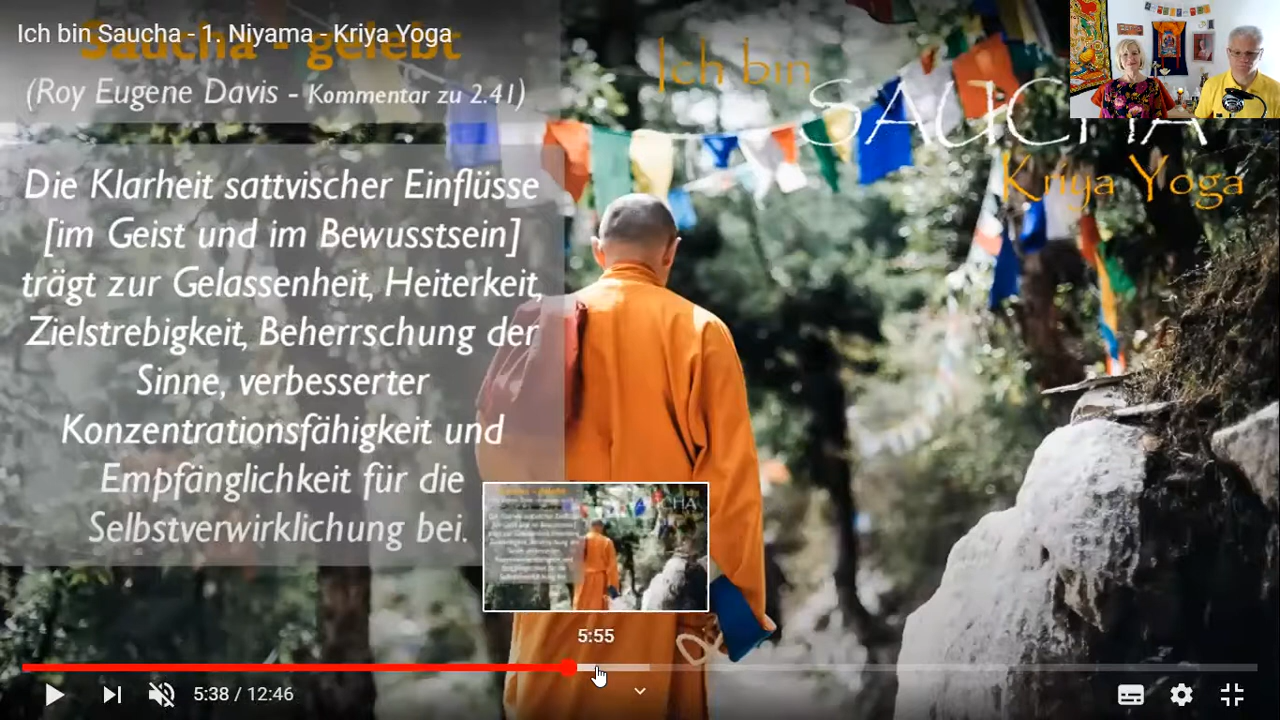 Ich bin Saucha - 1. Niyama - Kriya Yoga
Saucha - gelebt
(Roy Eugene Davis - Kommentar zu 2.41)
Die Klarheit sattvischer Einflüsse
[im Geist und im Bewusstsein]
trägt zur Gelassenheit, Heiterkeit,
Zielstrebigkeit, Beherrschung der
Sinne, verbesserter
Konzentrationsfähigkeit und
Empfänglichkeit für die
Selbstverwirklichung bei.
Ich bin
SAUCHA
Kriya Yoga
5:55
5:38 / 12:46